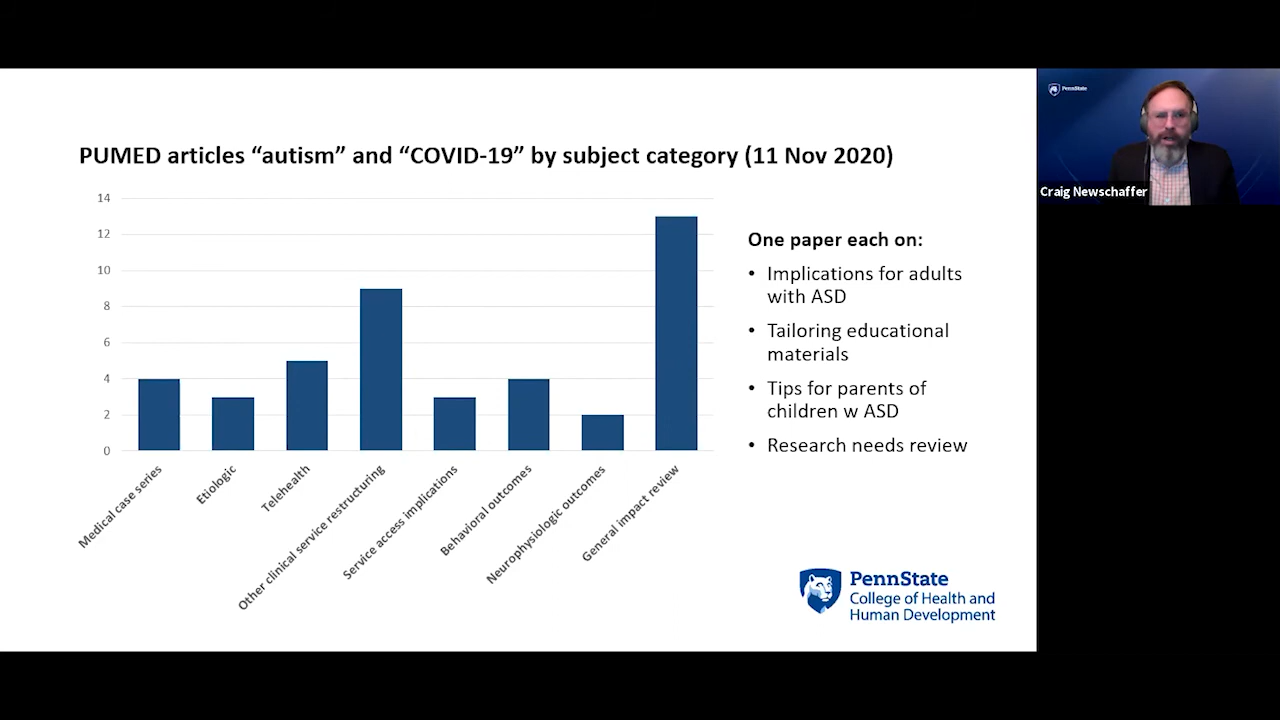 PUMED articles “autism” and “COVID-19” by subject category (11 Nov 2020)
14
12
10
8
6
4
2
0
Medical case series
Etiologic
Telehealth
Other clinical service restructuring
Service access implications
Behavioral outcomes
Neurophysiologic outcomes
General impact review
One paper each on:
• Implications for adults
with ASD
• Tailoring educational
materials
• Tips for parents of
children w ASD
• Research needs review
PennState
College of Health and
Human Development
PennState
Craig Newschaffer